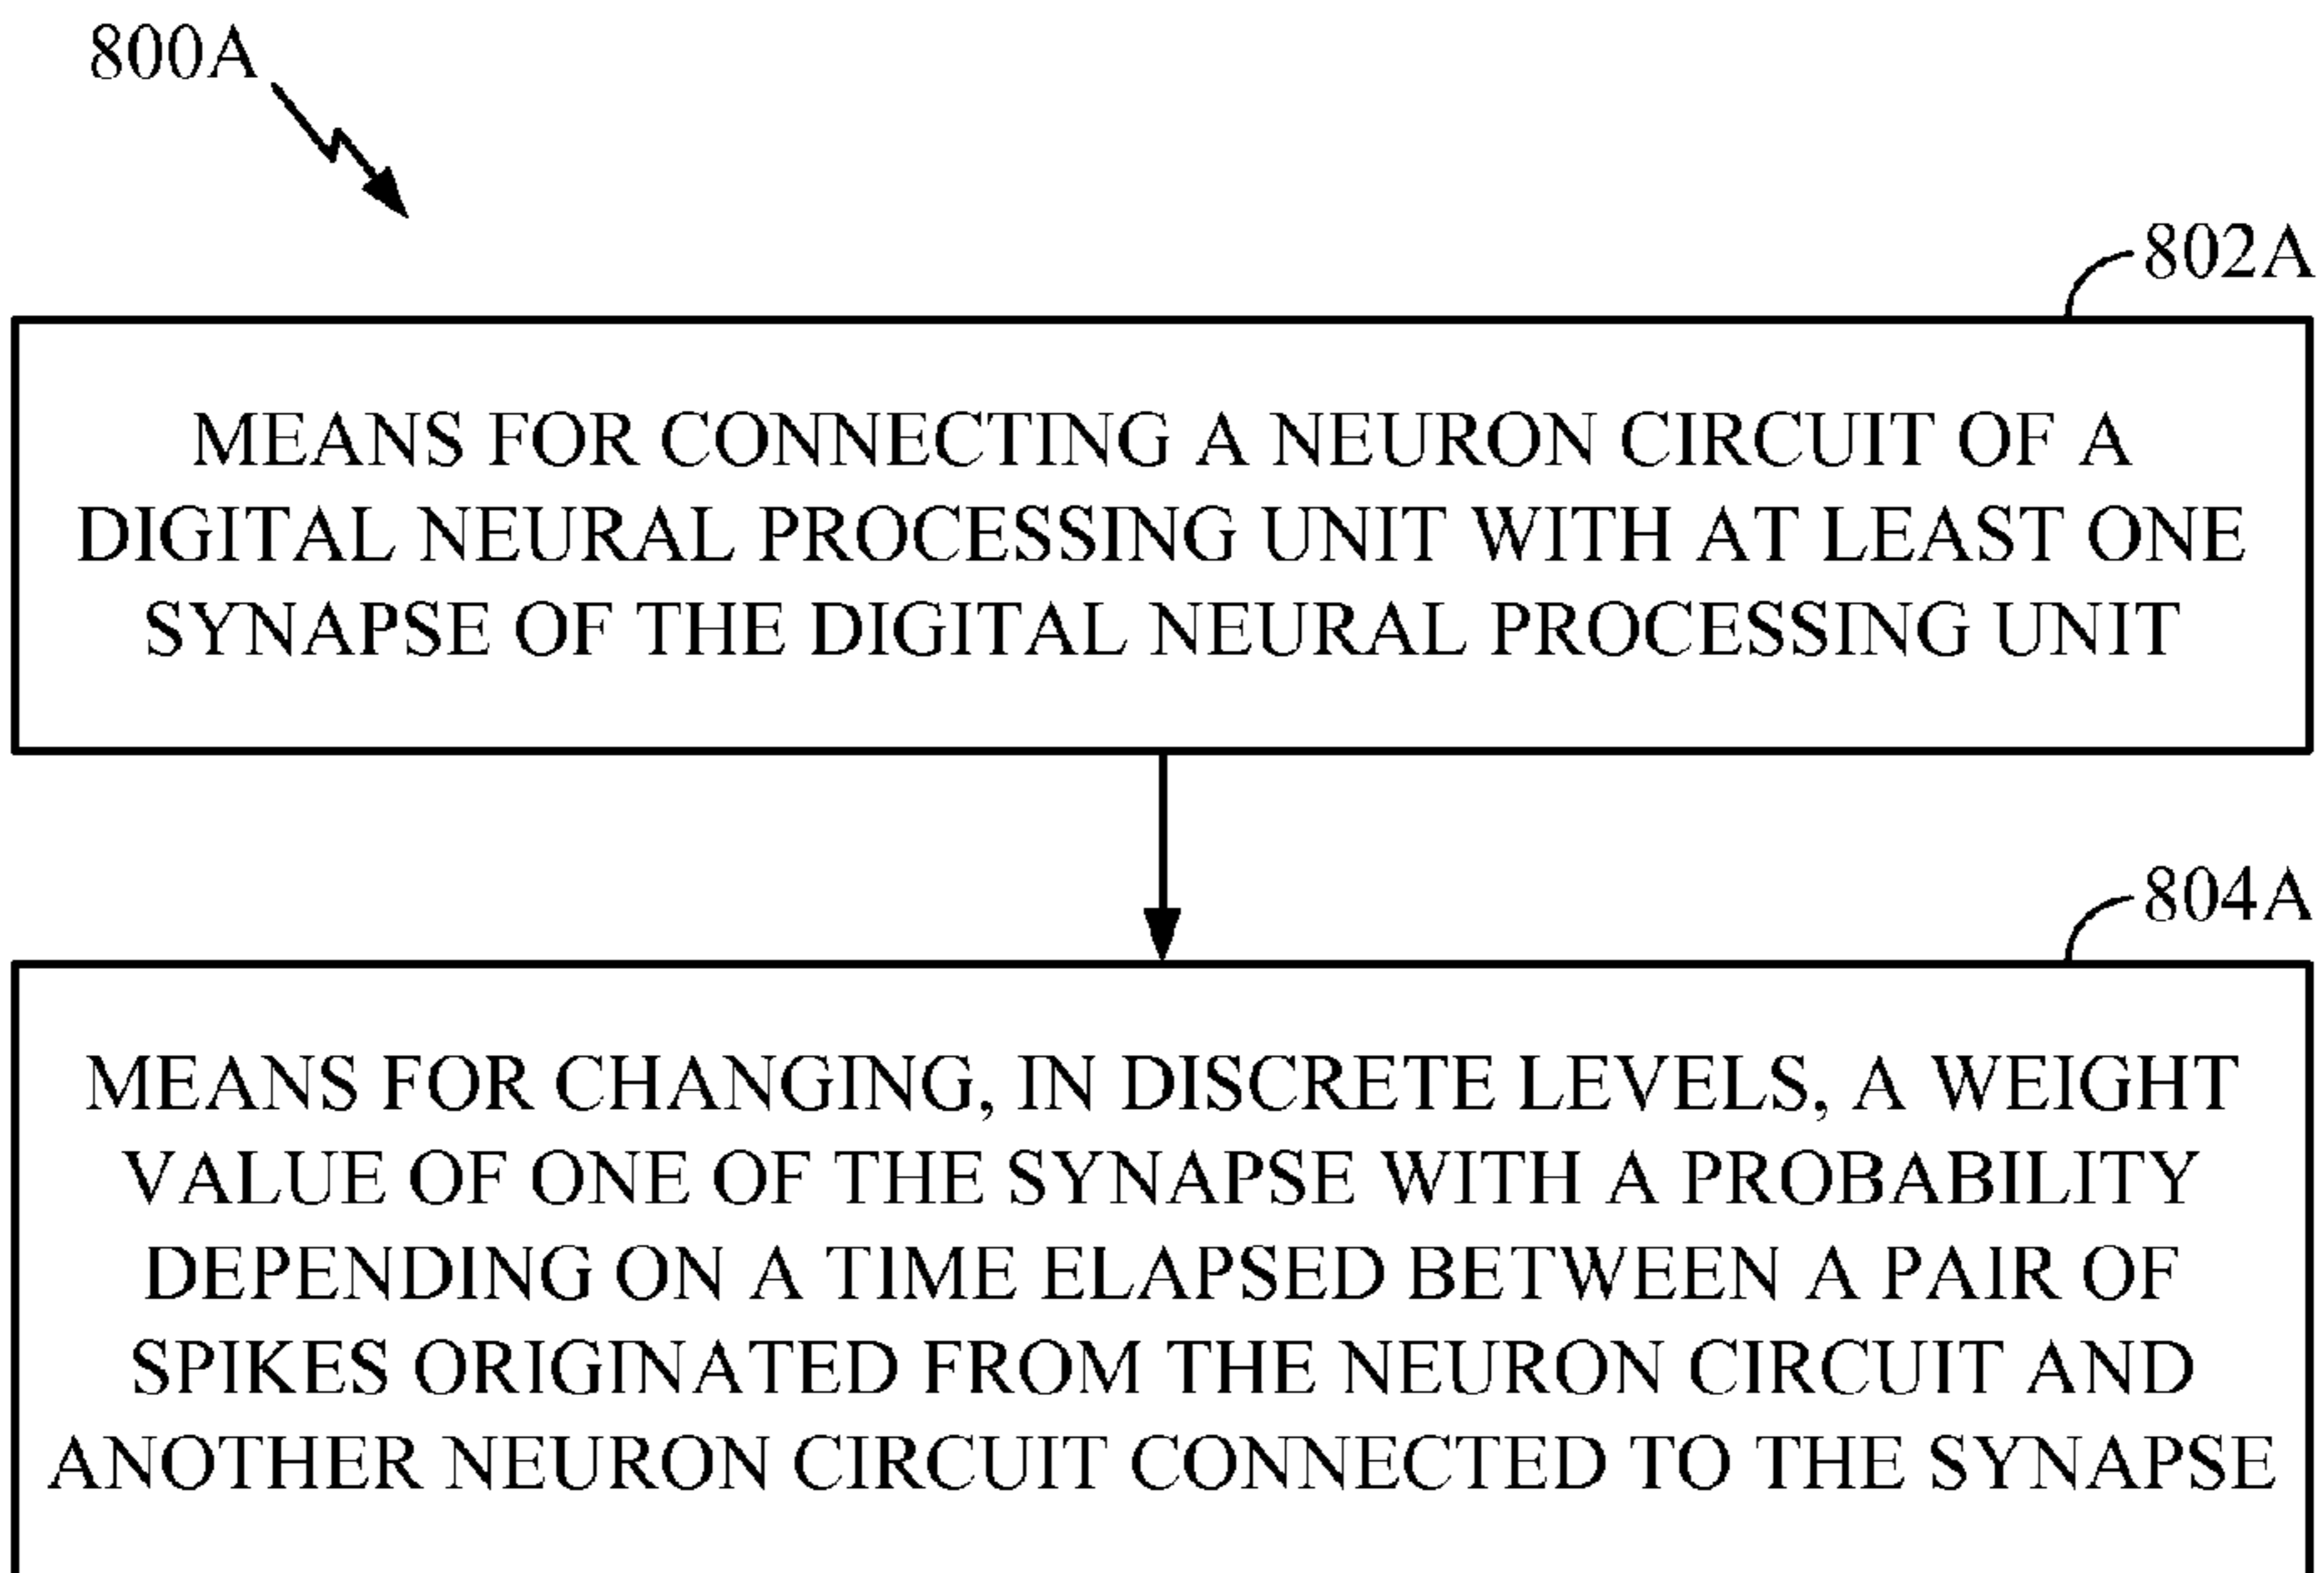 800A
802A
MEANS FOR CONNECTING A NEURON CIRCUIT OF A
DIGITAL NEURAL PROCESSING UNIT WITH AT LEAST ONE
SYNAPSE OF THE DIGITAL NEURAL PROCESSING UNIT
804A
MEANS FOR CHANGING, IN DISCRETE LEVELS, A WEIGHT
VALUE OF ONE OF THE SYNAPSE WITH A PROBABILITY
DEPENDING ON A TIME ELAPSED BETWEEN A PAIR OF
SPIKES ORIGINATED FROM THE NEURON CIRCUIT AND
ANOTHER NEURON CIRCUIT CONNECTED TO THE SYNAPSE